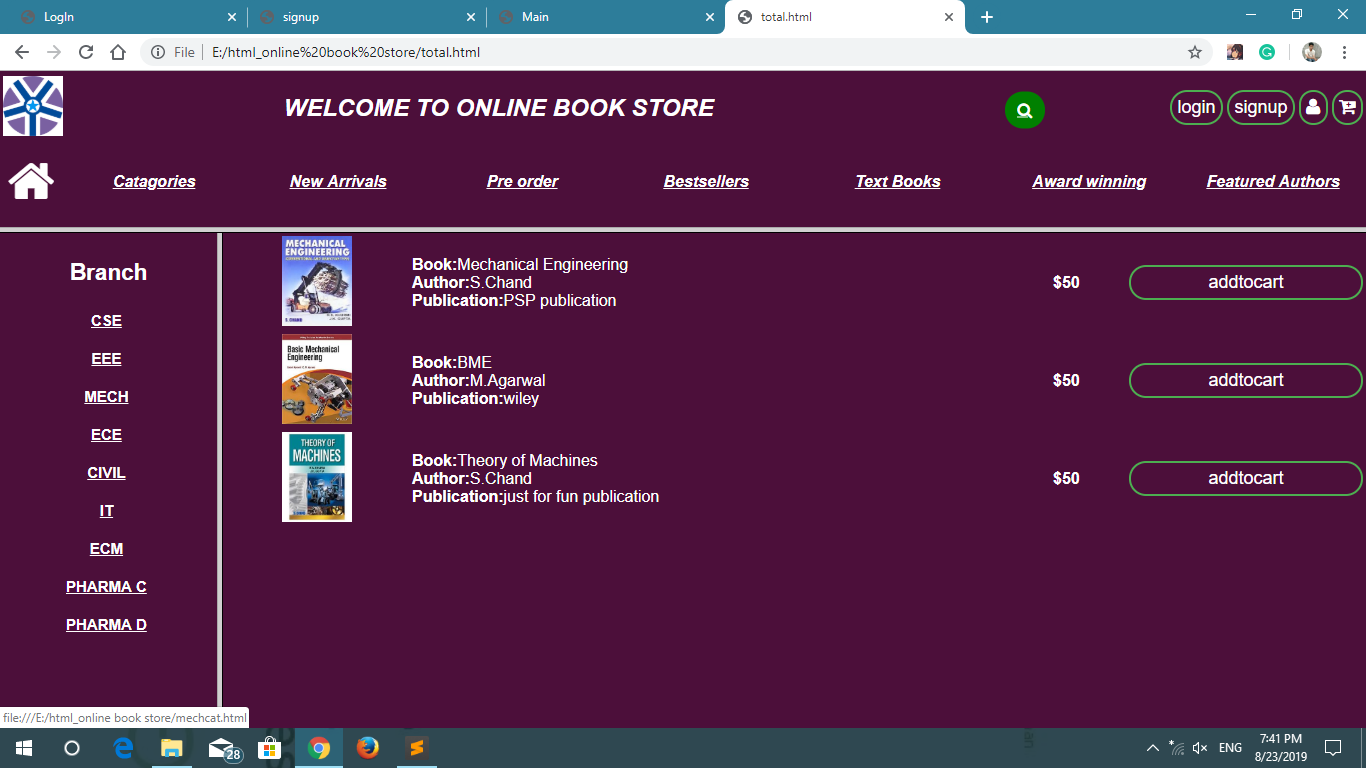 LogIn
signup
Main
total.html
File
E:/html_online%20book%20store/total.html
WELCOME TO ONLINE BOOK STORE
login
signup
Catagories
New Arrivals
Pre order
Bestsellers
Text Books
Award winning
Featured Authors
Branch
CSE
EEE
MECH
ECE
CIVIL
IT
ECM
PHARMA C
PHARMA D
MECHANICAL
ENGINEERING
S. CHAND
Book:Mechanical Engineering
Author:S.Chand
Publication:PSP publication
$50
addtocart
Basic Mechanical
Engineering
Book:BME
Author:M.Agarwal
Publication:wiley
$50
addtocart
THEORY OF
MACHINES
Book:Theory of Machines
Author:S.Chand
Publication:just for fun publication
$50
addtocart
file:///E:/html_online book store/mechcat.html
28
ENG
7:41 PM
8/23/2019